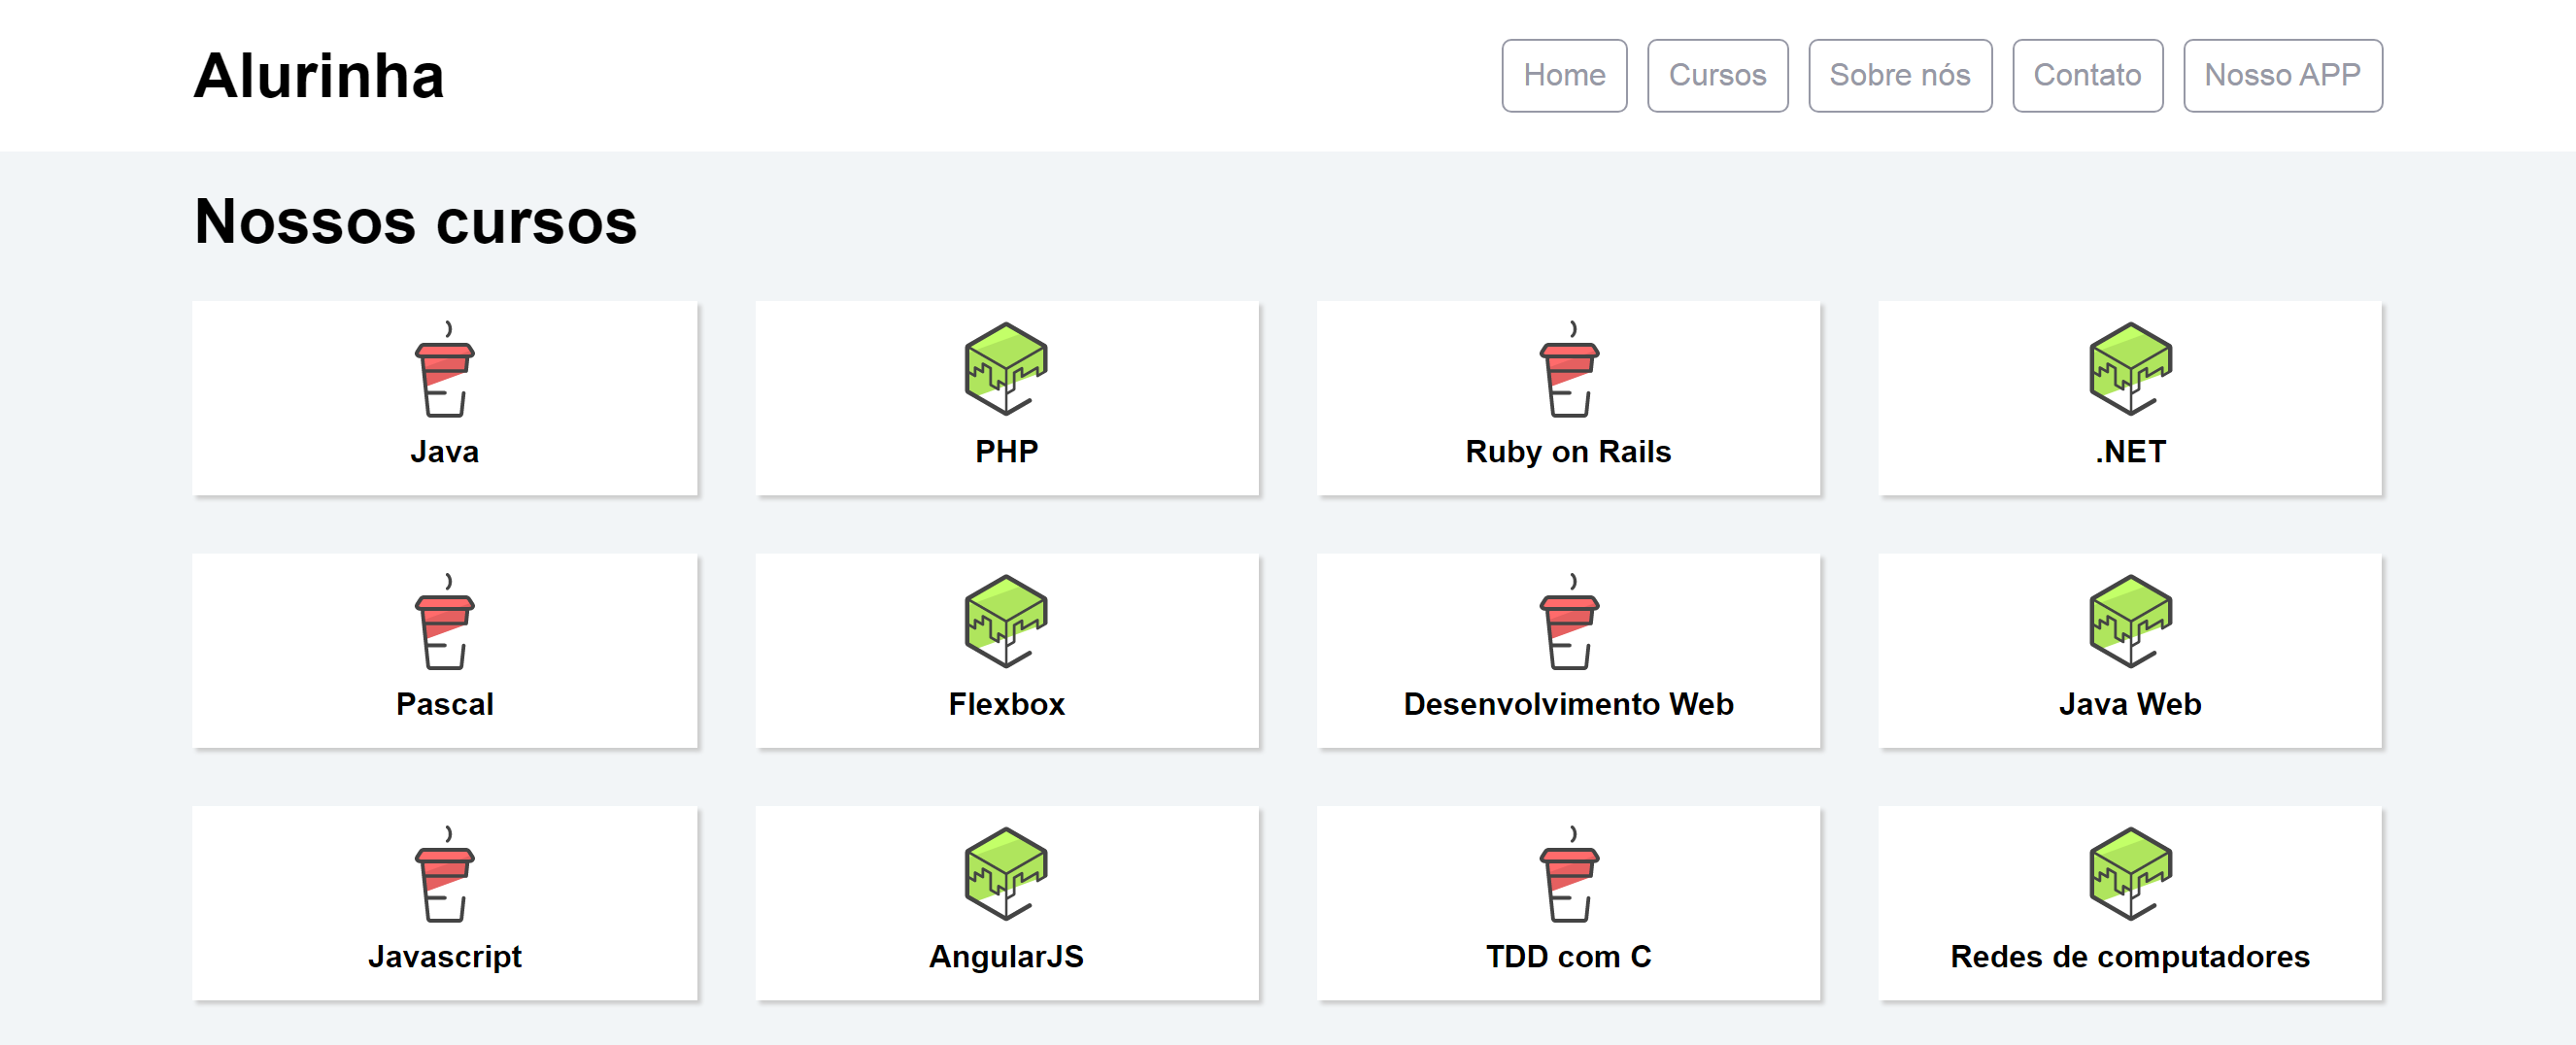 Alurinha
Home Cursos Sobre nós Contato Nosso APP
Nossos cursos
Java PHP Ruby on Rails .NET
Pascal Flexbox Desenvolvimento Web Java Web
Javascript AngularJS TDD com C Redes de computadores